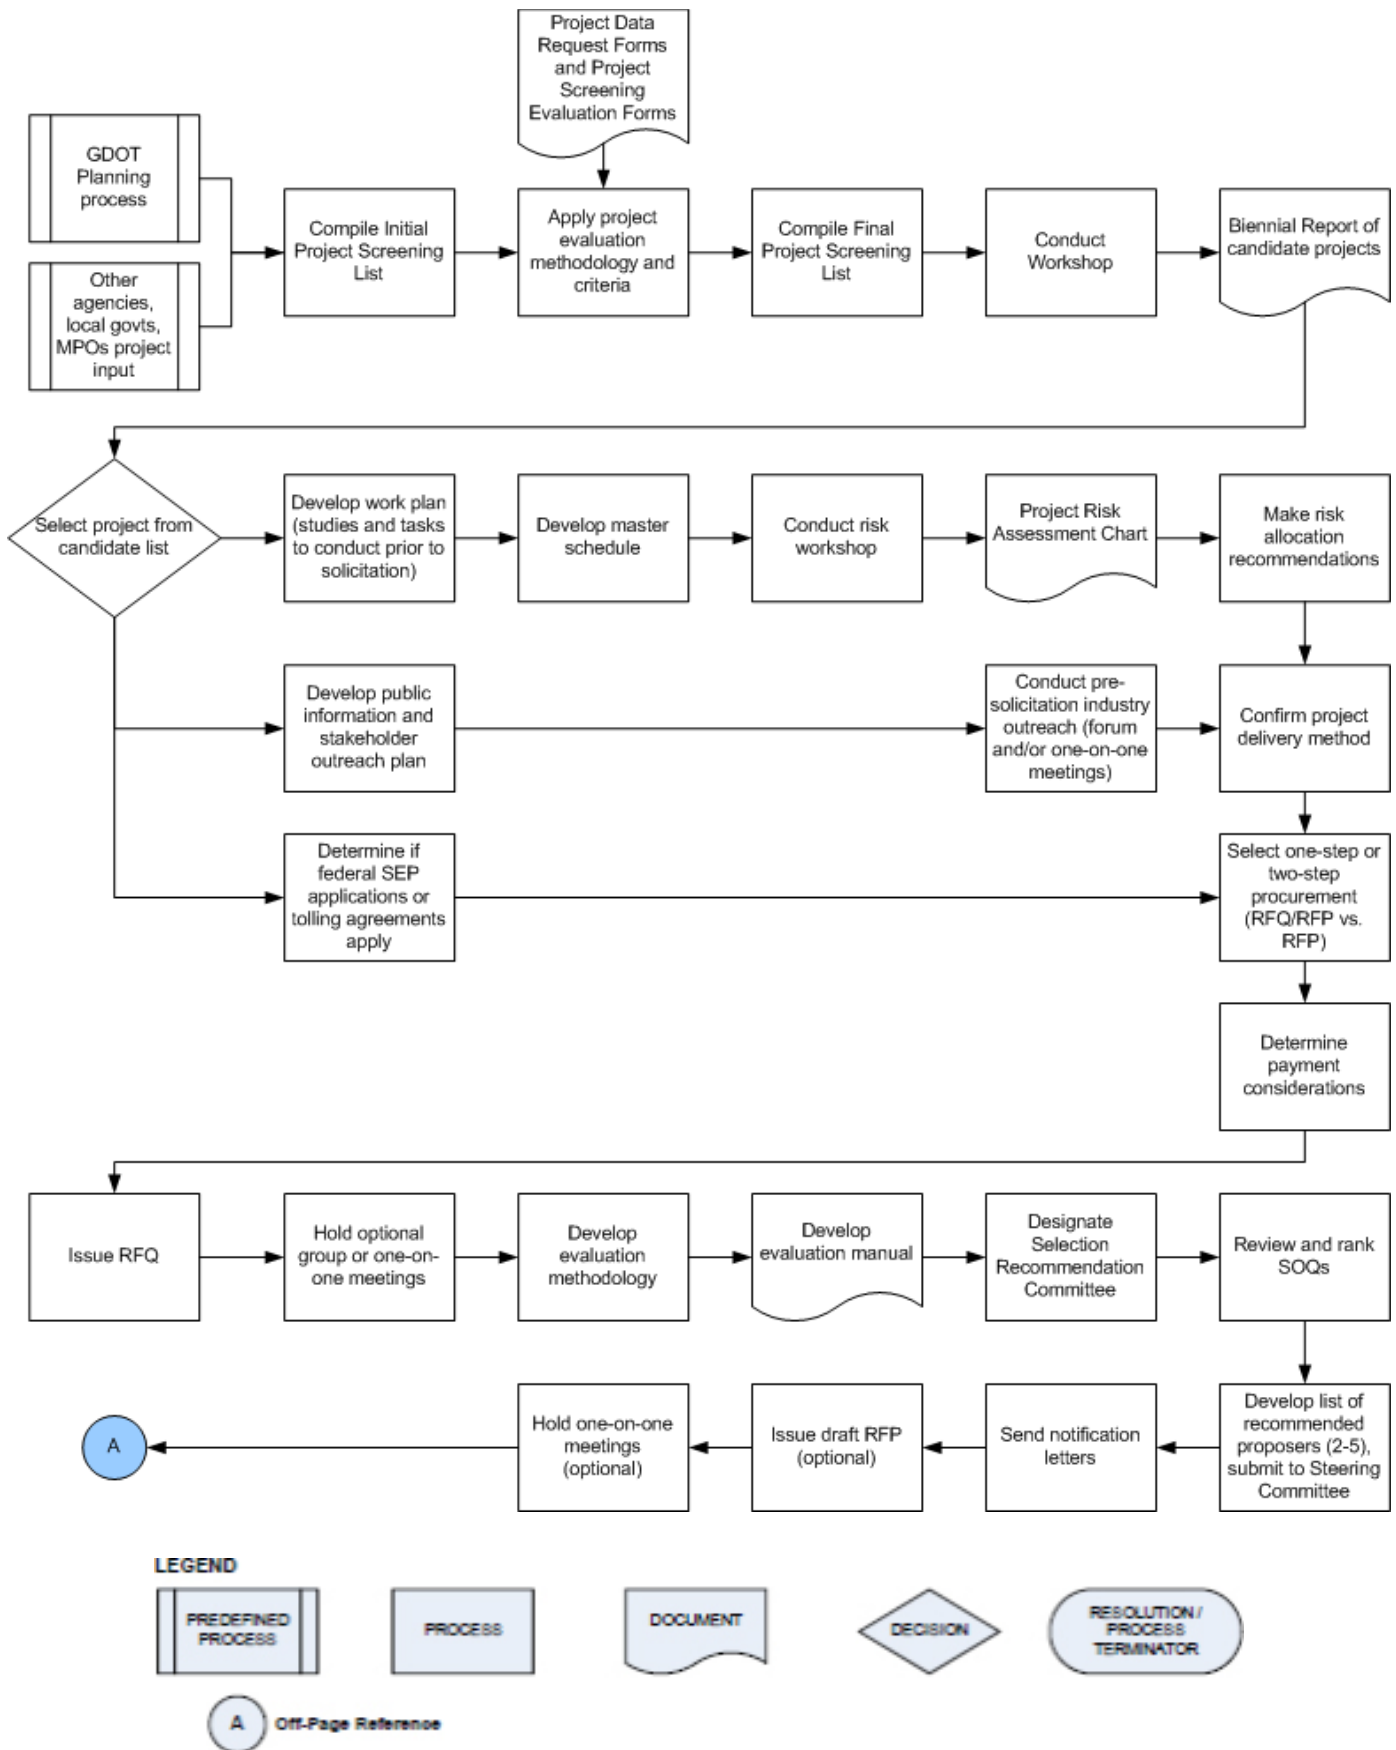 Project Data
Request Forms
and Project
Screening
Evaluation Forms
GDOT
Planning
process
Other
agencies,
local govts,
MPOs project
input
Compile Initial
Project Screening
List
Apply project
evaluation
methodology and
criteria
Compile Final
Project Screening
List
Conduct
Workshop
Biennial Report of
candidate projects
Select project from
candidate list
Develop work plan
(studies and tasks
to conduct prior to
solicitation)
Develop master
schedule
Conduct risk
workshop
Project Risk
Assessment Chart
Make risk
allocation
recommendations
Develop public
information and
stakeholder
outreach plan
Conduct pre-
solicitation industry
outreach (forum
and/or one-on-one
meetings)
Confirm project
delivery method
Determine if
federal SEP
applications or
tolling agreements
apply
Select one-step or
two-step
procurement
(RFQ/RFP vs.
RFP)
Determine
payment
considerations
Issue RFQ
Hold optional
group or one-on-
one meetings
Develop
evaluation
methodology
Develop
evaluation manual
Designate
Selection
Recommendation
Committee
Review and rank
SOQs
Develop list of
recommended
proposers (2-5),
submit to Steering
Committee
Send notification
letters
Issue draft RFP
(optional)
Hold one-on-one
meetings
(optional)
A
LEGEND
PREDEFINED
PROCESS
PROCESS
DOCUMENT
DECISION
RESOLUTION /
PROCESS
TERMINATOR
A
Off-Page Reference